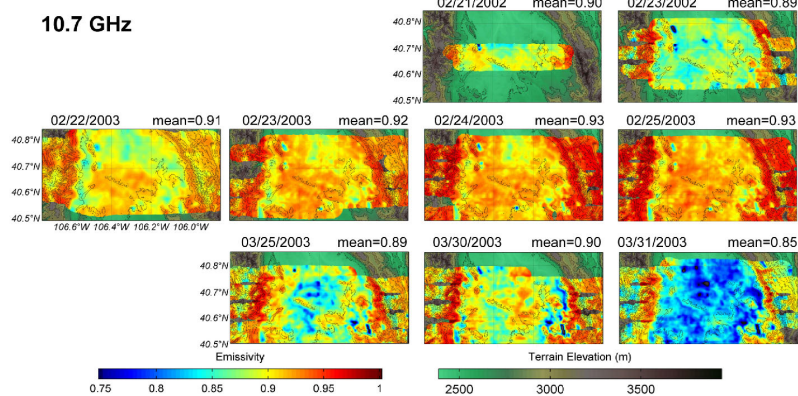 10.7 GHz
02/21/2002 mean=0.90
02/23/2002 mean=0.89
40.8°N
40.7°N
40.6°N
40.5°N
02/22/2003 mean=0.91
02/23/2003 mean=0.92
02/24/2003 mean=0.93
02/25/2003 mean=0.93
40.8°N
40.7°N
40.6°N
40.5°N
106.6°W 106.4°W 106.2°W 106.0°W
03/25/2003 mean=0.89
03/30/2003 mean=0.90
03/31/2003 mean=0.85
40.8°N
40.7°N
40.6°N
40.5°N
Emissivity
0.75 0.8 0.85 0.9 0.95 1
Terrain Elevation (m)
2500 3000 3500